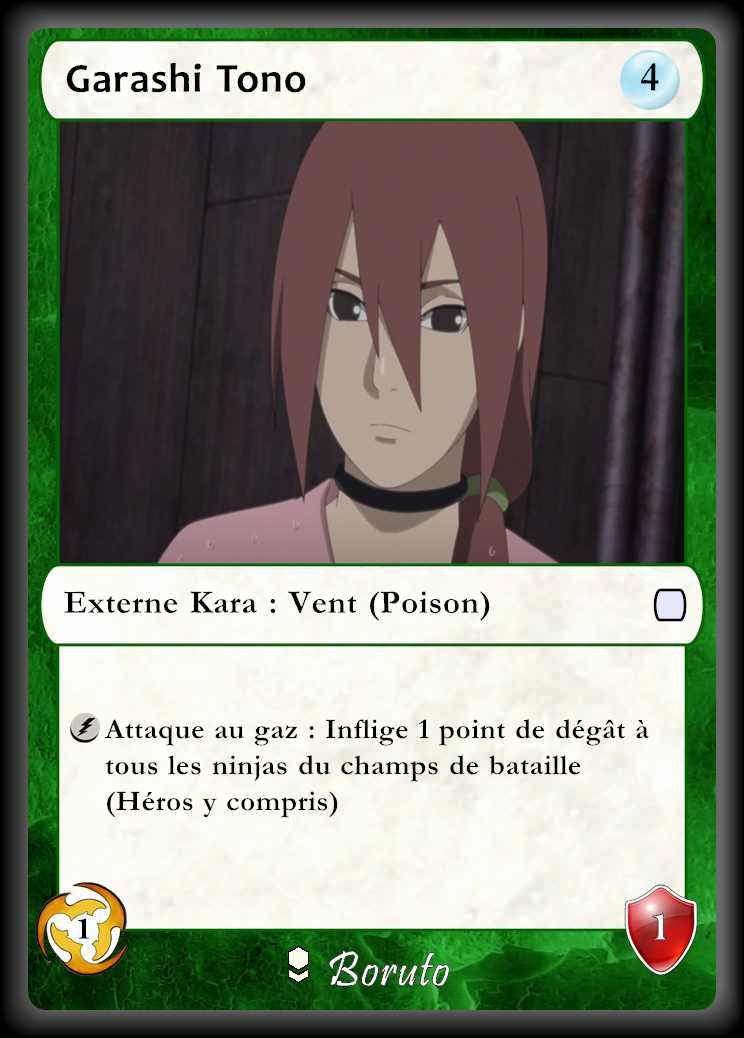 Garashi Tono
4
Externe Kara : Vent (Poison)
Attaque au gaz : Inflige 1 point de dégât à
tous les ninjas du champs de bataille
(Héros y compris)
1
1
Boruto